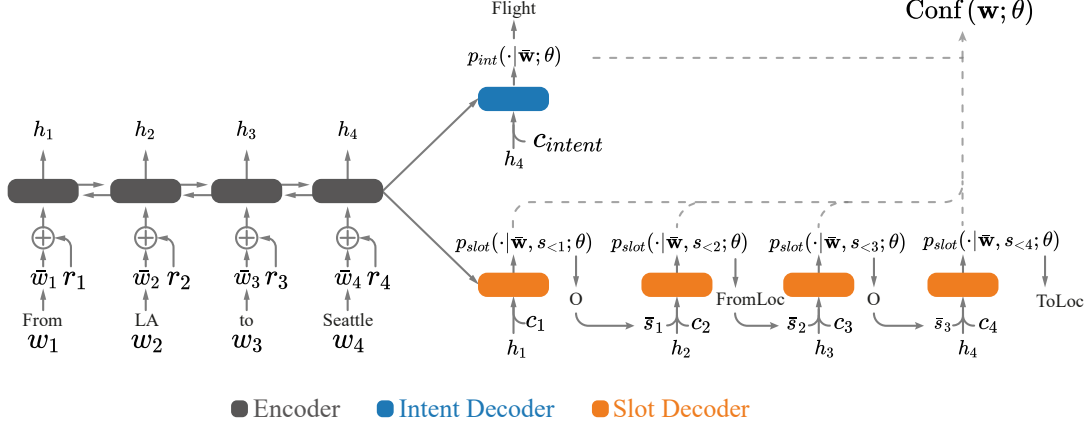 Flight
Conf (w; θ)
p_int(·|w̄; θ)
h_1 h_2 h_3 h_4
c_intent
h_4
p_slot(·|w̄, s_<1; θ) p_slot(·|w̄, s_<2; θ) p_slot(·|w̄, s_<3; θ) p_slot(·|w̄, s_<4; θ)
w̄_1 r_1 w̄_2 r_2 w̄_3 r_3 w̄_4 r_4
O FromLoc O ToLoc
From LA to Seattle
c_1 s̄_1 c_2 s̄_2 c_3 s̄_3 c_4
w_1 w_2 w_3 w_4
h_1 h_2 h_3 h_4
Encoder Intent Decoder Slot Decoder